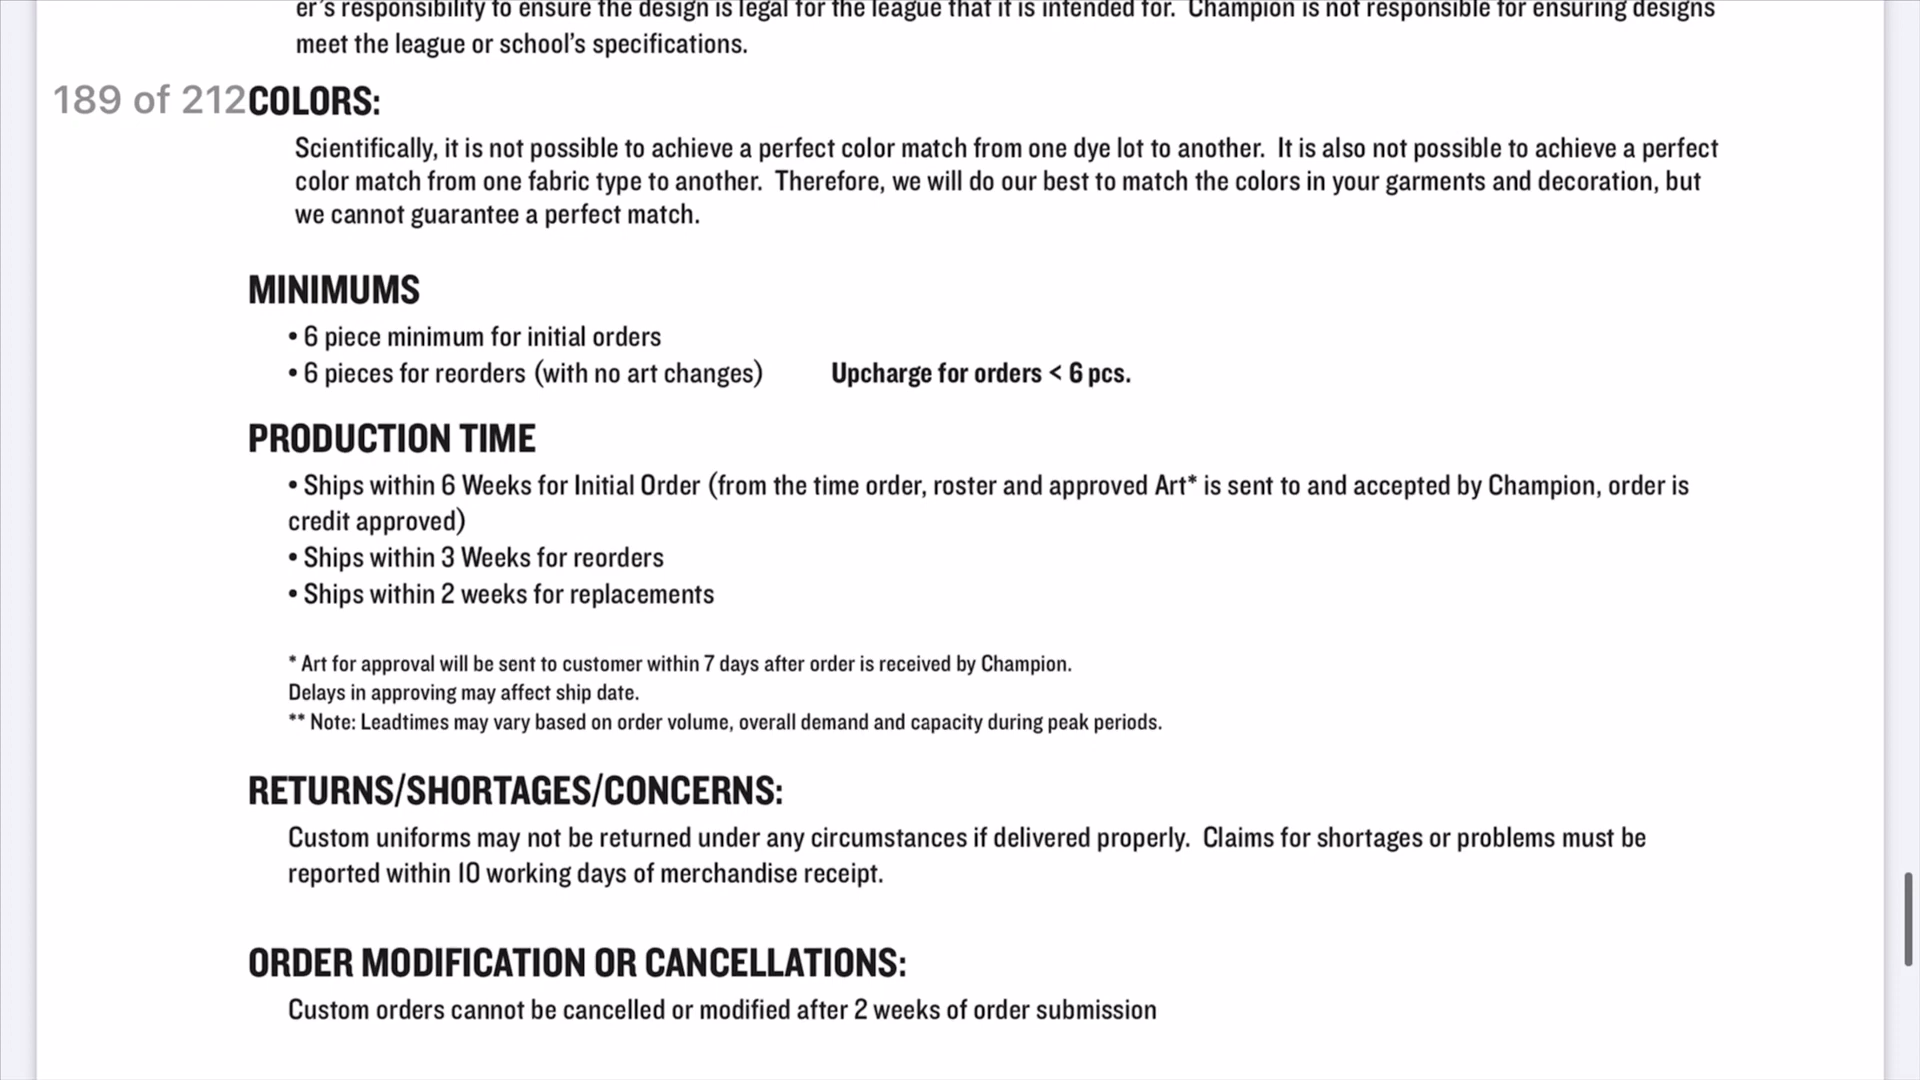 er's responsibility to ensure the design is legal for the league that it is intended for. Champion is not responsible for ensuring designs
meet the league or school's specifications.
189 of 212
COLORS:
Scientifically, it is not possible to achieve a perfect color match from one dye lot to another. It is also not possible to achieve a perfect
color match from one fabric type to another. Therefore, we will do our best to match the colors in your garments and decoration, but
we cannot guarantee a perfect match.
MINIMUMS
• 6 piece minimum for initial orders
• 6 pieces for reorders (with no art changes) Upcharge for orders < 6 pcs.
PRODUCTION TIME
• Ships within 6 Weeks for Initial Order (from the time order, roster and approved Art* is sent to and accepted by Champion, order is
credit approved)
• Ships within 3 Weeks for reorders
• Ships within 2 weeks for replacements
* Art for approval will be sent to customer within 7 days after order is received by Champion.
Delays in approving may affect ship date.
** Note: Leadtimes may vary based on order volume, overall demand and capacity during peak periods.
RETURNS/SHORTAGES/CONCERNS:
Custom uniforms may not be returned under any circumstances if delivered properly. Claims for shortages or problems must be
reported within 10 working days of merchandise receipt.
ORDER MODIFICATION OR CANCELLATIONS:
Custom orders cannot be cancelled or modified after 2 weeks of order submission